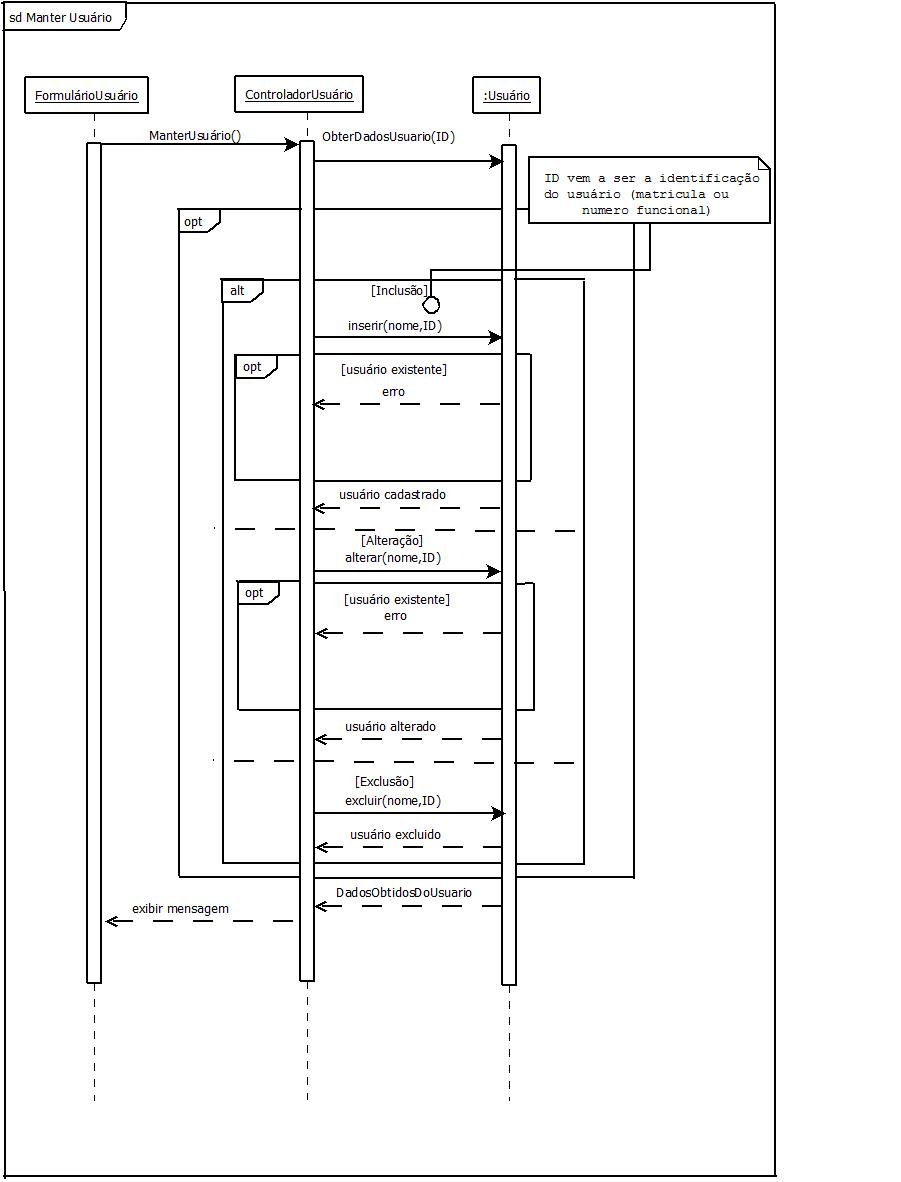 sd Manter Usuário
FormulárioUsuário
ControladorUsuário
:Usuário
ManterUsuário()
ObterDadosUsuario(ID)
ID vem a ser a identificação
do usuário (matricula ou
numero funcional)
opt
alt
[Inclusão]
inserir(nome,ID)
opt
[usuário existente]
erro
usuário cadastrado
[Alteração]
alterar(nome,ID)
opt
[usuário existente]
erro
usuário alterado
[Exclusão]
excluir(nome,ID)
usuário excluido
DadosObtidosDoUsuario
exibir mensagem